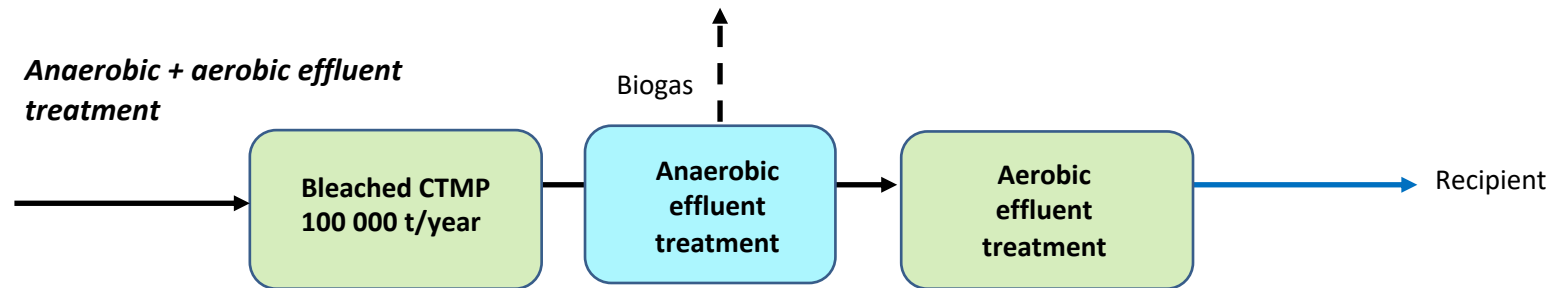 Anaerobic + aerobic effluent
treatment
Biogas
Bleached CTMP
100 000 t/year
Anaerobic
effluent
treatment
Aerobic
effluent
treatment
Recipient